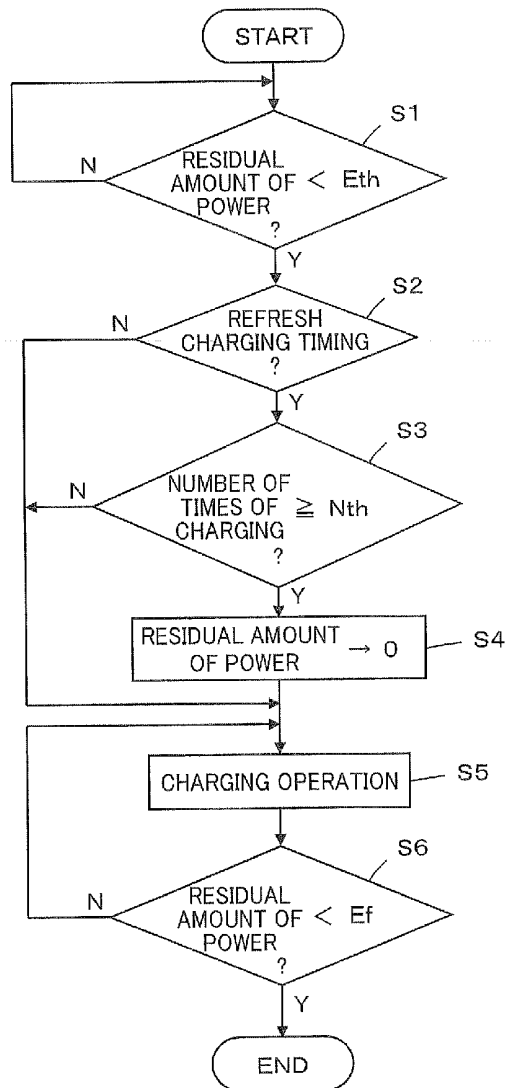 START
S1
N
RESIDUAL
AMOUNT OF < Eth
POWER
?
Y
S2
N
REFRESH
CHARGING TIMING
?
Y
S3
N
NUMBER OF
TIMES OF ≧ Nth
CHARGING
?
Y
RESIDUAL AMOUNT
OF POWER → 0
S4
CHARGING OPERATION
S5
S6
N
RESIDUAL
AMOUNT OF < Ef
POWER
?
Y
END